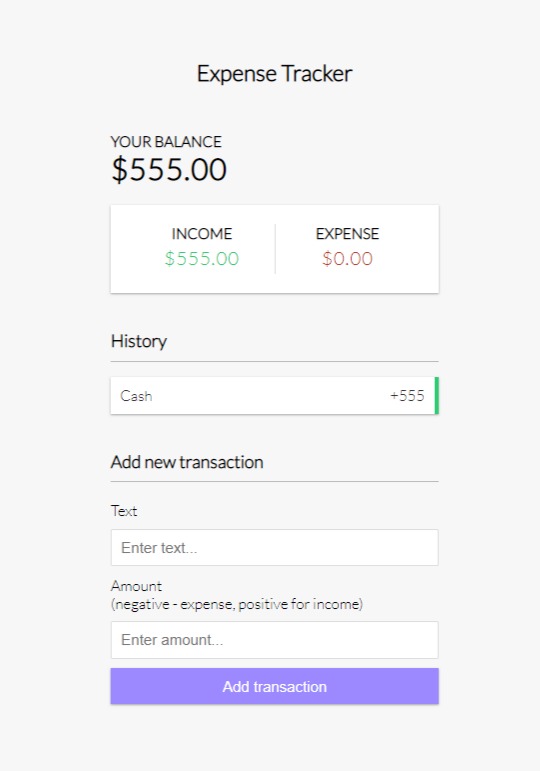 Expense Tracker
YOUR BALANCE
$555.00
INCOME EXPENSE
$555.00 $0.00
History
Cash +555
Add new transaction
Text
Enter text...
Amount
(negative - expense, positive for income)
Enter amount...
Add transaction